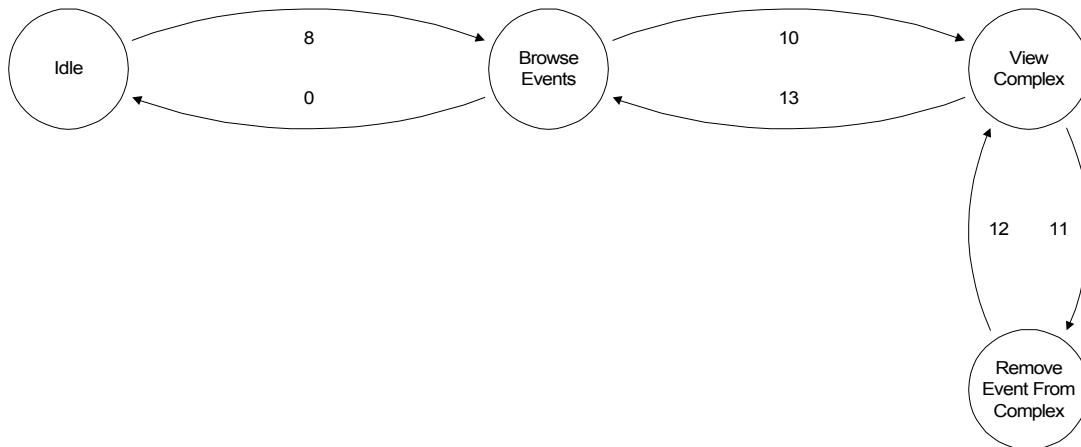 Idle
8
0
Browse
Events
10
13
View
Complex
12
11
Remove
Event From
Complex